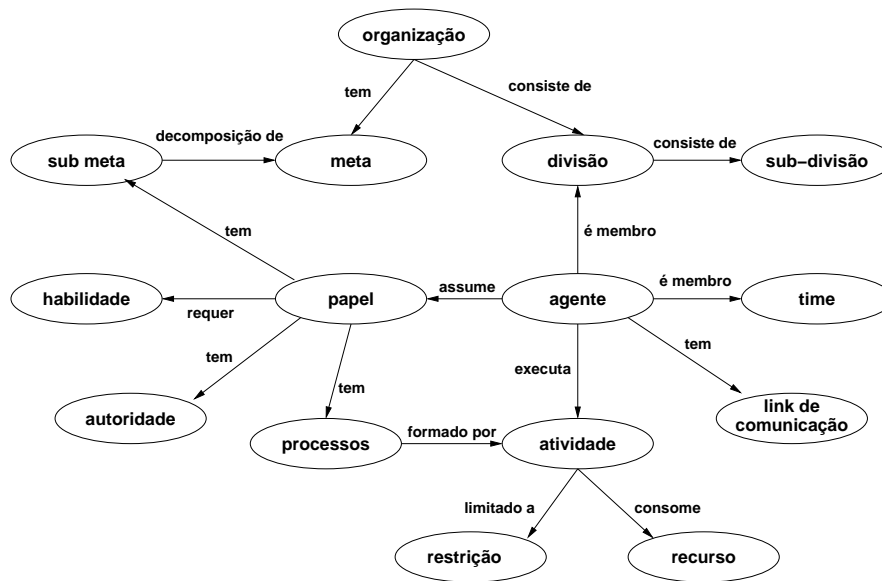 organização
tem
consiste de
decomposição de
consiste de
sub meta
meta
divisão
sub−divisão
tem
é membro
assume
é membro
habilidade
papel
agente
time
requer
tem
tem
executa
tem
autoridade
link de
comunicação
processos
formado por
atividade
limitado a
consome
restrição
recurso